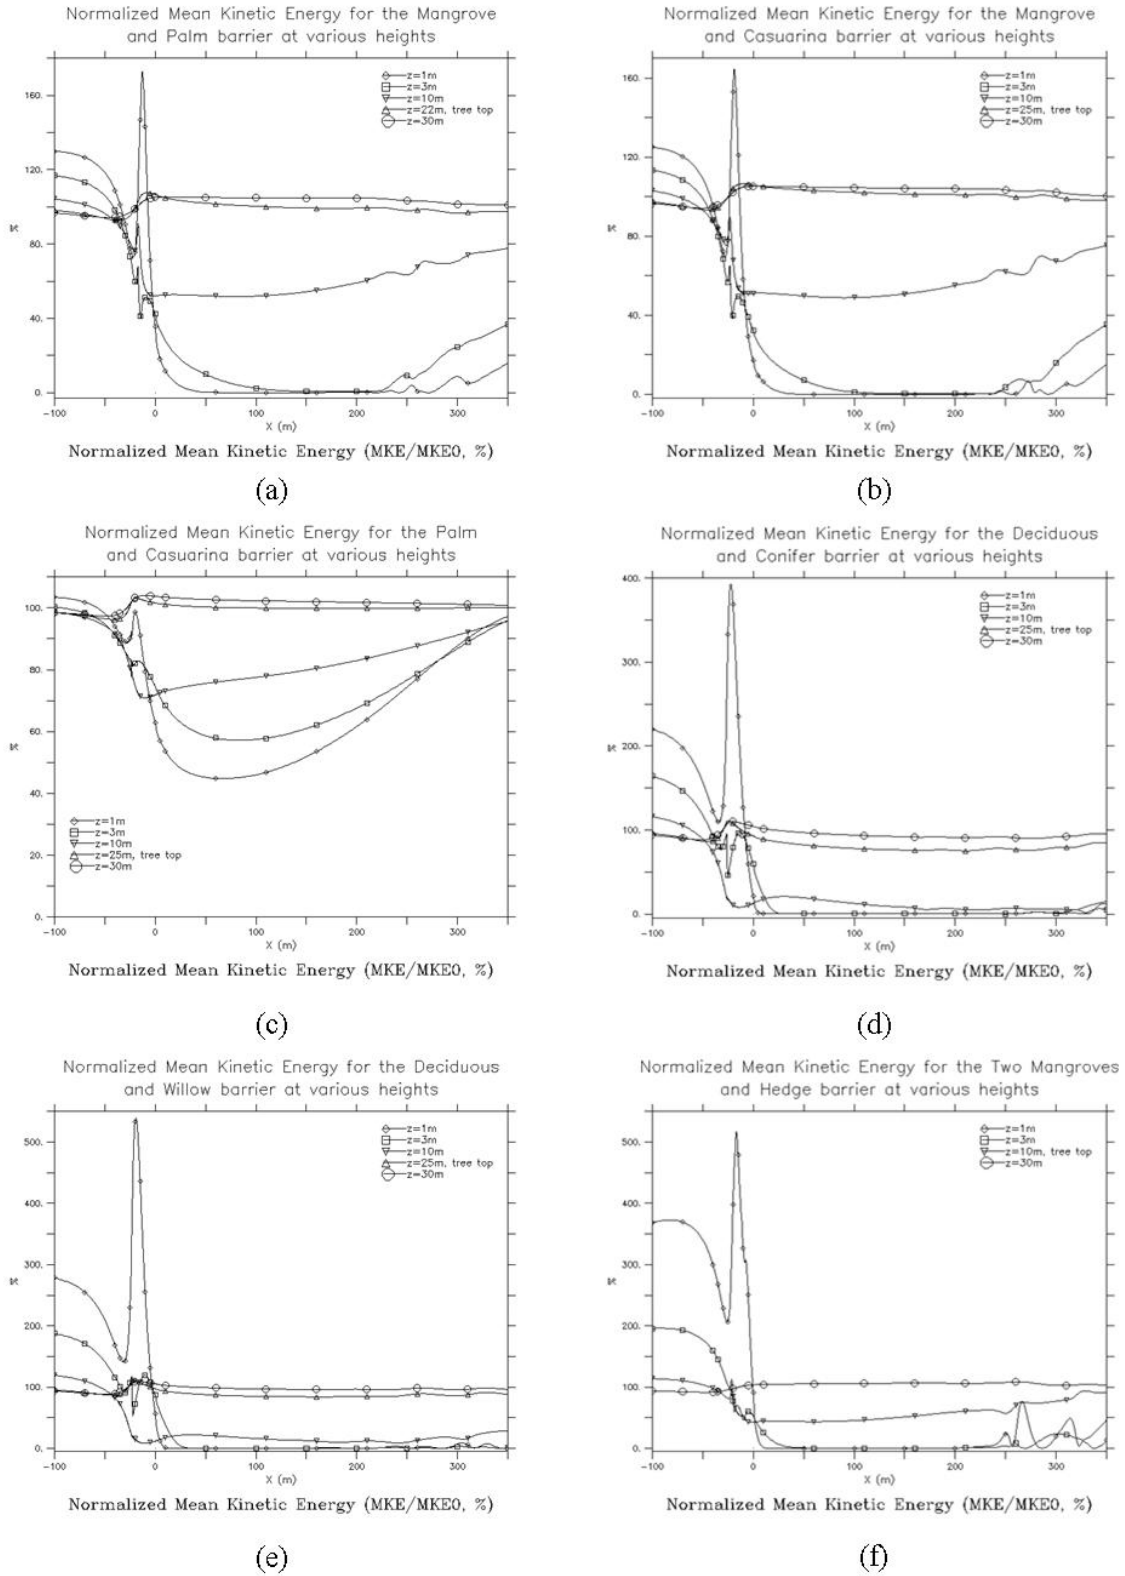 Normalized Mean Kinetic Energy for the Mangrove
and Palm barrier at various heights
z=1m
z=3m
z=10m
z=22m, tree top
z=30m
160.
120.
80.
40.
0.
%
-100 0 100 200 300
X (m)
Normalized Mean Kinetic Energy (MKE/MKE0, %)
(a)
Normalized Mean Kinetic Energy for the Mangrove
and Casuarina barrier at various heights
z=1m
z=3m
z=10m
z=25m, tree top
z=30m
160.
120.
80.
40.
0.
%
-100 0 100 200 300
X (m)
Normalized Mean Kinetic Energy (MKE/MKE0, %)
(b)
Normalized Mean Kinetic Energy for the Palm
and Casuarina barrier at various heights
100.
80.
60.
40.
20.
0.
%
z=1m
z=3m
z=10m
z=25m, tree top
z=30m
-100 0 100 200 300
X (m)
Normalized Mean Kinetic Energy (MKE/MKE0, %)
(c)
Normalized Mean Kinetic Energy for the Deciduous
and Conifer barrier at various heights
z=1m
z=3m
z=10m
z=25m, tree top
z=30m
400.
300.
200.
100.
0.
%
-100 0 100 200 300
X (m)
Normalized Mean Kinetic Energy (MKE/MKE0, %)
(d)
Normalized Mean Kinetic Energy for the Deciduous
and Willow barrier at various heights
z=1m
z=3m
z=10m
z=25m, tree top
z=30m
500.
400.
300.
200.
100.
0.
%
-100 0 100 200 300
X (m)
Normalized Mean Kinetic Energy (MKE/MKE0, %)
(e)
Normalized Mean Kinetic Energy for the Two Mangroves
and Hedge barrier at various heights
z=1m
z=3m
z=10m, tree top
z=30m
500.
400.
300.
200.
100.
0.
%
-100 0 100 200 300
X (m)
Normalized Mean Kinetic Energy (MKE/MKE0, %)
(f)